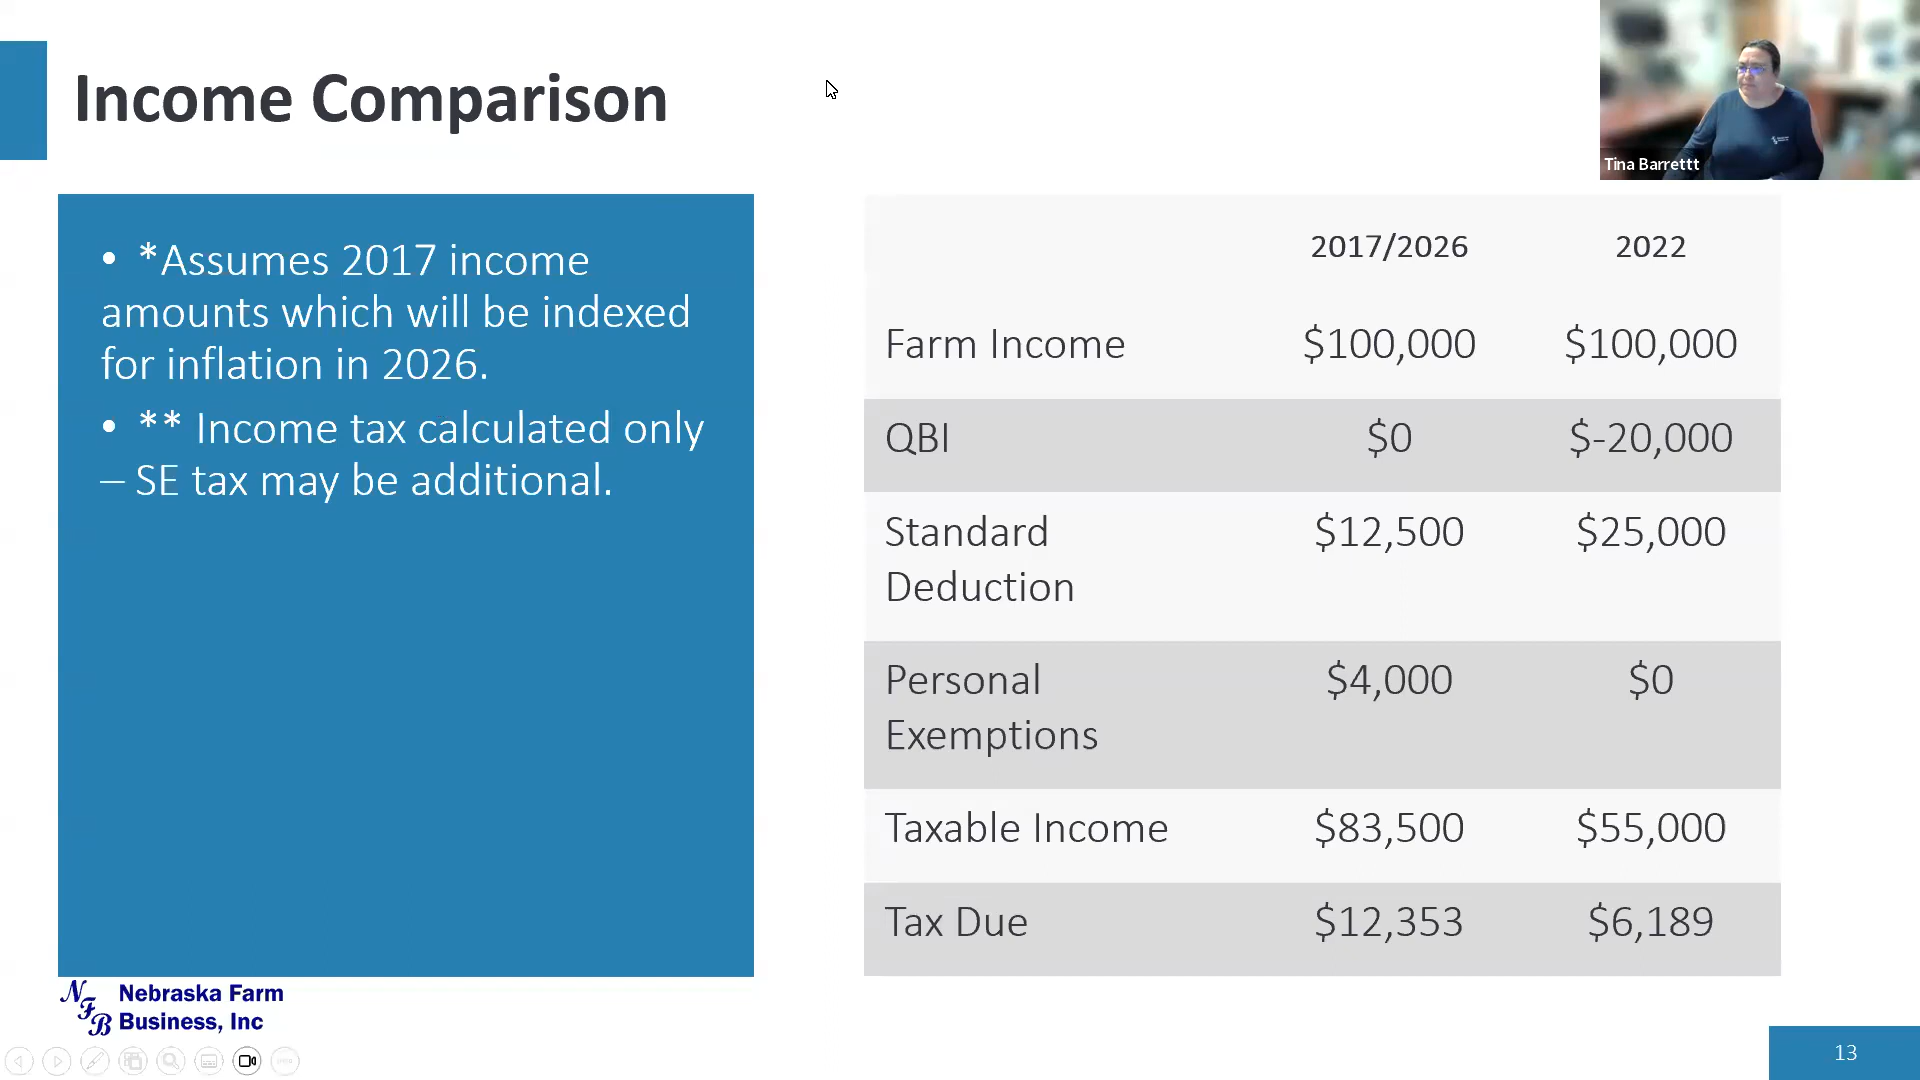 Income Comparison
Tina Barrettt
• *Assumes 2017 income
amounts which will be indexed
for inflation in 2026.
• ** Income tax calculated only
– SE tax may be additional.
2017/2026 2022
Farm Income $100,000 $100,000
QBI $0 $-20,000
Standard
Deduction $12,500 $25,000
Personal
Exemptions $4,000 $0
Taxable Income $83,500 $55,000
Tax Due $12,353 $6,189
NFB
Nebraska Farm
Business, Inc
13